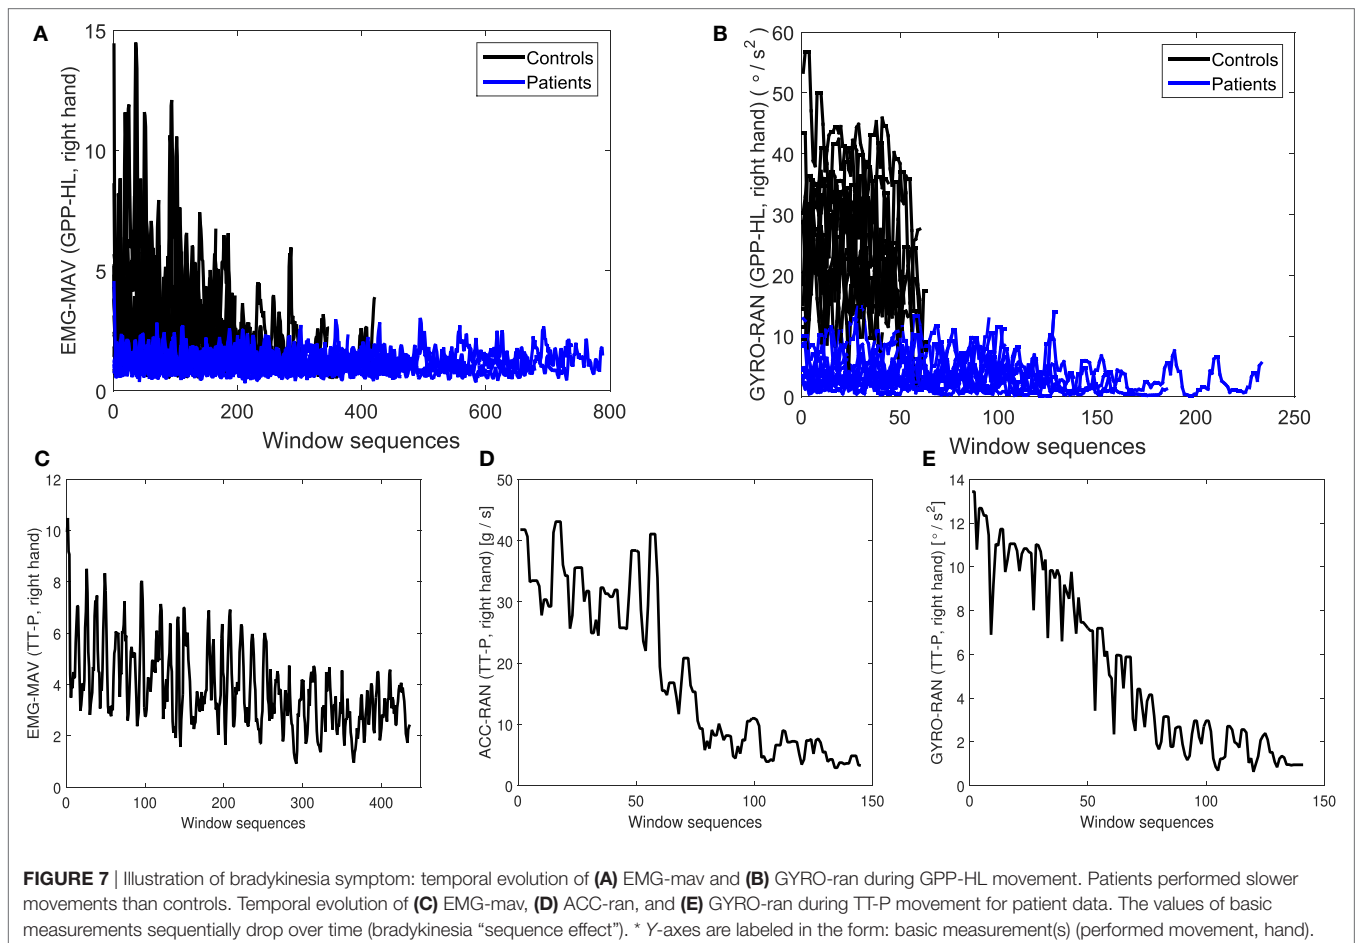 A
EMG-MAV (GPP-HL, right hand)
15
10
5
0
Controls
Patients
0 200 400 600 800
Window sequences
B
GYRO-RAN (GPP-HL, right hand) ( ° / s²)
60
50
40
30
20
10
0
Controls
Patients
0 50 100 150 200 250
Window sequences
C
EMG-MAV (TT-P, right hand)
12
10
8
6
4
2
0
0 100 200 300 400
Window sequences
D
ACC-RAN (TT-P, right hand) [g / s]
50
40
30
20
10
0
0 50 100 150
Window sequences
E
GYRO-RAN (TT-P, right hand) [° / s²]
14
12
10
8
6
4
2
0
0 50 100 150
Window sequences
FIGURE 7 | Illustration of bradykinesia symptom: temporal evolution of (A) EMG-mav and (B) GYRO-ran during GPP-HL movement. Patients performed slower
movements than controls. Temporal evolution of (C) EMG-mav, (D) ACC-ran, and (E) GYRO-ran during TT-P movement for patient data. The values of basic
measurements sequentially drop over time (bradykinesia “sequence effect”). * Y-axes are labeled in the form: basic measurement(s) (performed movement, hand).